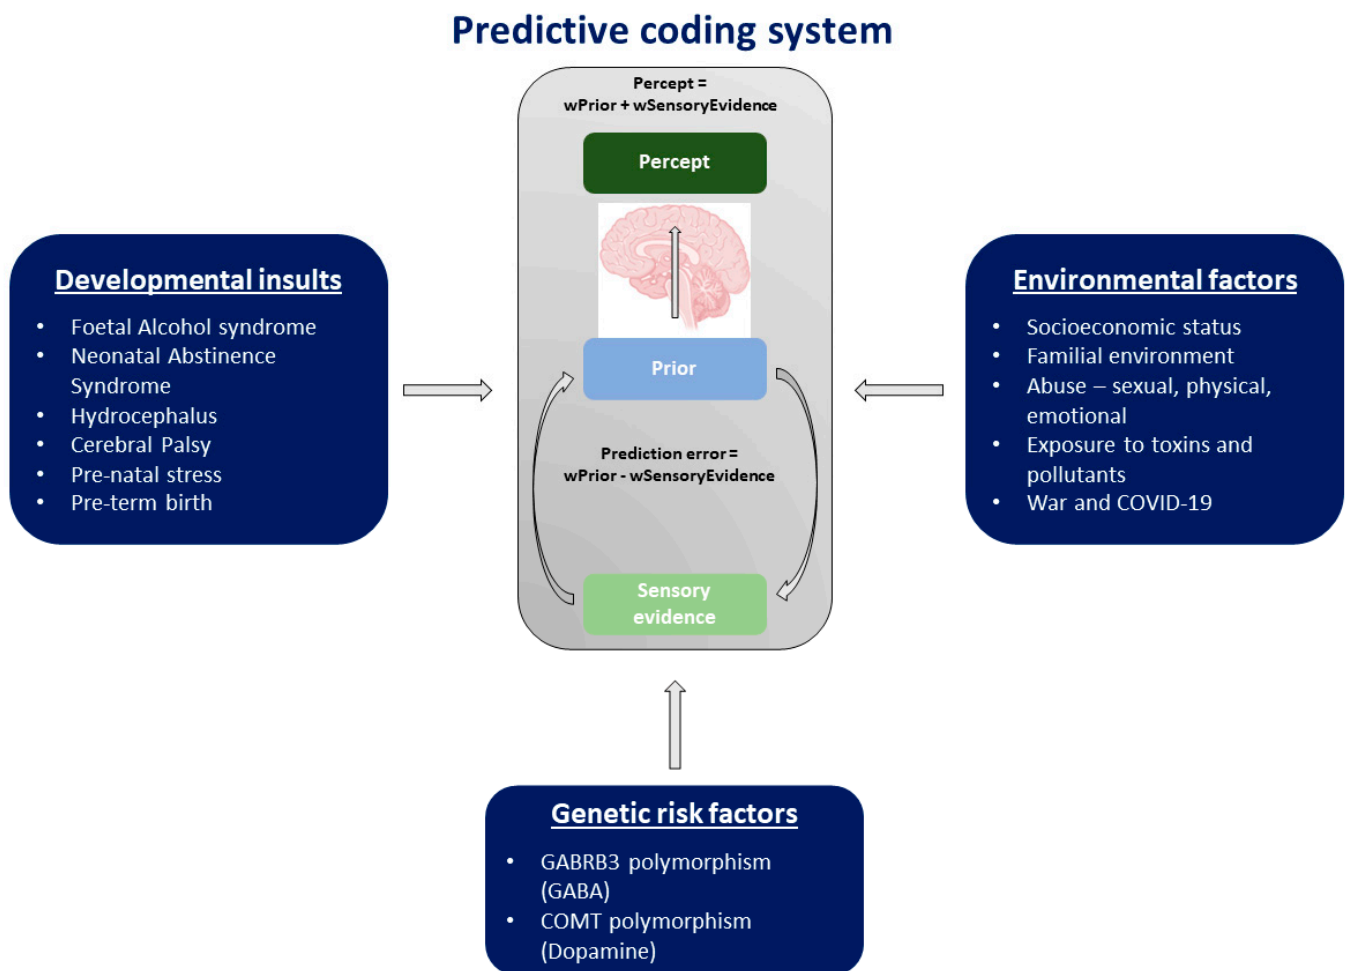 Predictive coding system
Percept =
wPrior + wSensoryEvidence
Percept
Prior
Prediction error =
wPrior - wSensoryEvidence
Sensory
evidence
Developmental insults
• Foetal Alcohol syndrome
• Neonatal Abstinence
Syndrome
• Hydrocephalus
• Cerebral Palsy
• Pre-natal stress
• Pre-term birth
Environmental factors
• Socioeconomic status
• Familial environment
• Abuse – sexual, physical,
emotional
• Exposure to toxins and
pollutants
• War and COVID-19
Genetic risk factors
• GABRB3 polymorphism
(GABA)
• COMT polymorphism
(Dopamine)